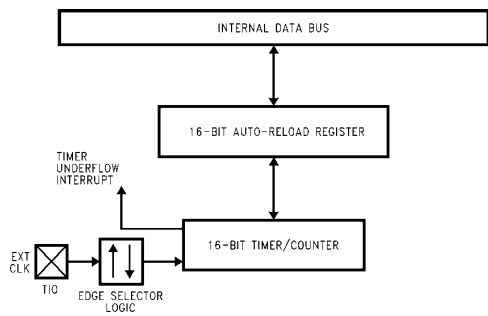 INTERNAL DATA BUS
16-BIT AUTO-RELOAD REGISTER
TIMER
UNDERFLOW
INTERRUPT
16-BIT TIMER/COUNTER
EXT
CLK
TIO
EDGE SELECTOR
LOGIC